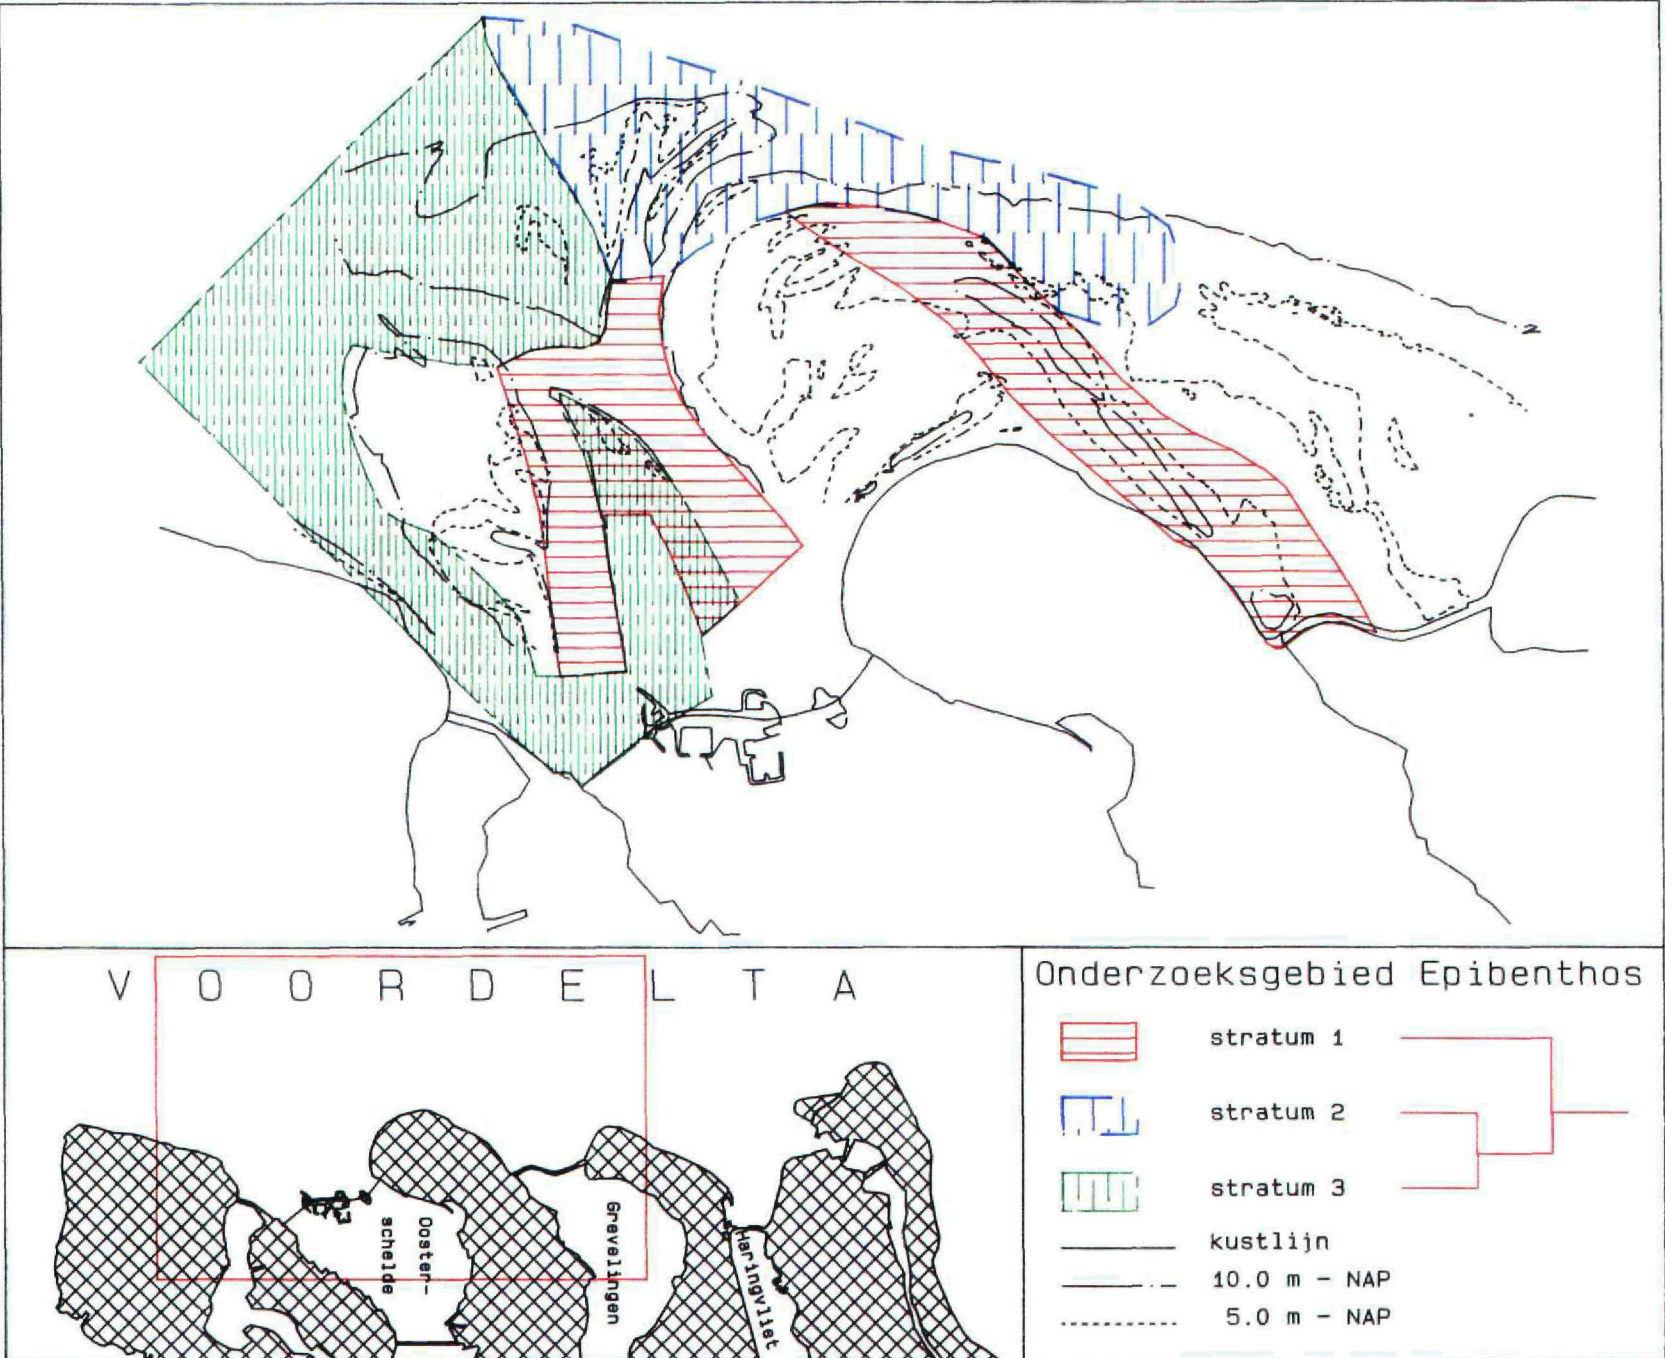 V O O R D E L T A
Ooster-
schelde
Grevelingen
Haringvliet
Onderzoeksgebied Epibenthos
stratum 1
stratum 2
stratum 3
kustlijn
10.0 m - NAP
5.0 m - NAP